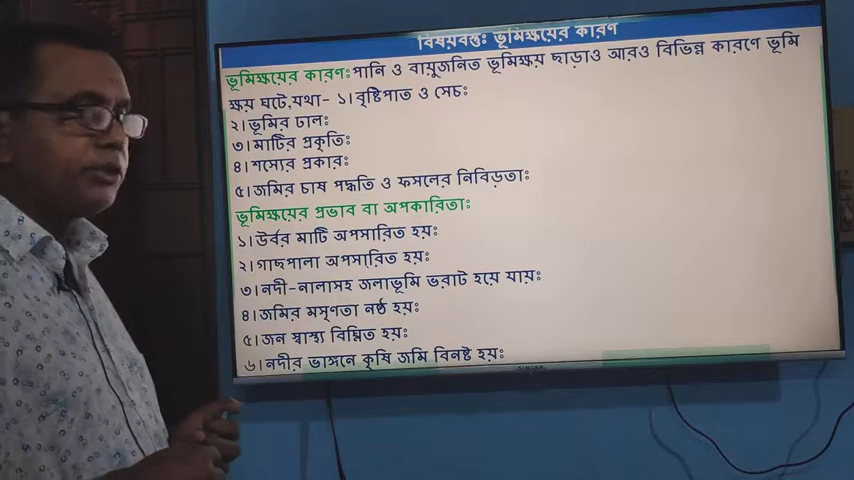 বিষয়বস্তুঃ ভূমিক্ষয়ের কারণ
ভূমিক্ষয়ের কারণঃ পানি ও বায়ুজনিত ভূমিক্ষয় ছাড়াও আরও বিভিন্ন কারণে ভূমি
ক্ষয় ঘটে,যথা- ১।বৃষ্টিপাত ও সেচঃ
২।ভূমির ঢালঃ
৩।মাটির প্রকৃতিঃ
৪।শস্যের প্রকারঃ
৫।জমির চাষ পদ্ধতি ও ফসলের নিবিড়তাঃ
ভূমিক্ষয়ের প্রভাব বা অপকারিতাঃ
১।উর্বর মাটি অপসারিত হয়ঃ
২।গাছপালা অপসারিত হয়ঃ
৩।নদী-নালাসহ জলাভূমি ভরাট হয়ে যায়ঃ
৪।জমির মসৃণতা নষ্ঠ হয়ঃ
৫।জন স্বাস্থ্য বিঘ্নিত হয়ঃ
৬।নদীর ভাঙ্গনে কৃষি জমি বিনষ্ট হয়ঃ
SINGER